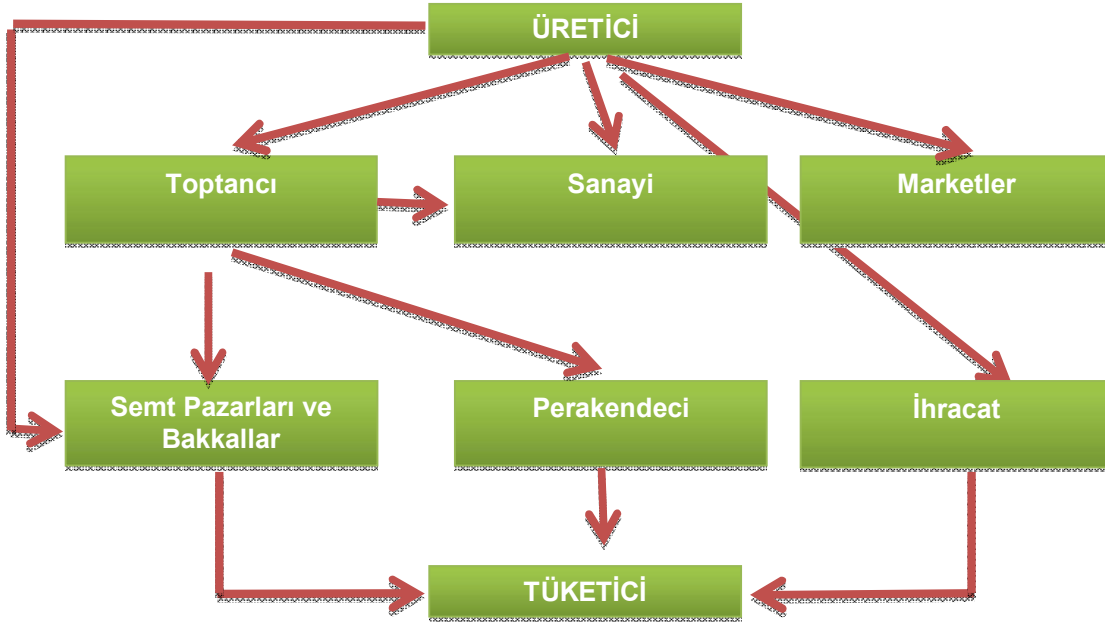 ÜRETİCİ
Toptancı
Sanayi
Marketler
Semt Pazarları ve
Bakkallar
Perakendeci
İhracat
TÜKETİCİ